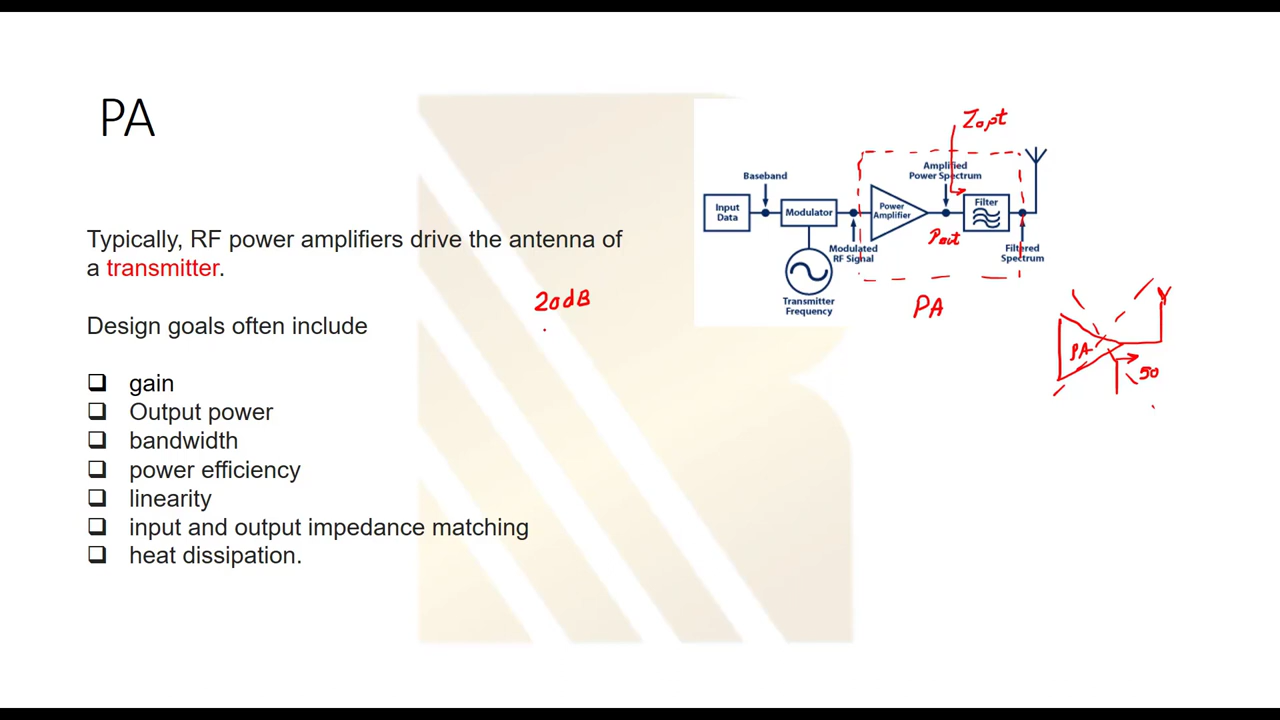 PA
Typically, RF power amplifiers drive the antenna of
a transmitter.
Design goals often include
gain
Output power
bandwidth
power efficiency
linearity
input and output impedance matching
heat dissipation.
20dB
Zopt
Baseband
Amplified
Power Spectrum
Input
Data
Modulator
Power
Amplifier
Filter
Pout
Modulated
RF Signal
Filtered
Spectrum
Transmitter
Frequency
PA
PA
50